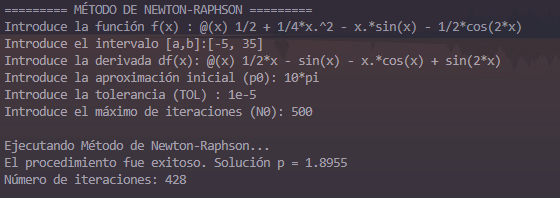 ========= MÉTODO DE NEWTON-RAPHSON =========
Introduce la función f(x) : @(x) 1/2 + 1/4*x.^2 - x.*sin(x) - 1/2*cos(2*x)
Introduce el intervalo [a,b]:[-5, 35]
Introduce la derivada df(x): @(x) 1/2*x - sin(x) - x.*cos(x) + sin(2*x)
Introduce la aproximación inicial (p0): 10*pi
Introduce la tolerancia (TOL) : 1e-5
Introduce el máximo de iteraciones (N0): 500
Ejecutando Método de Newton-Raphson...
El procedimiento fue exitoso. Solución p = 1.8955
Número de iteraciones: 428